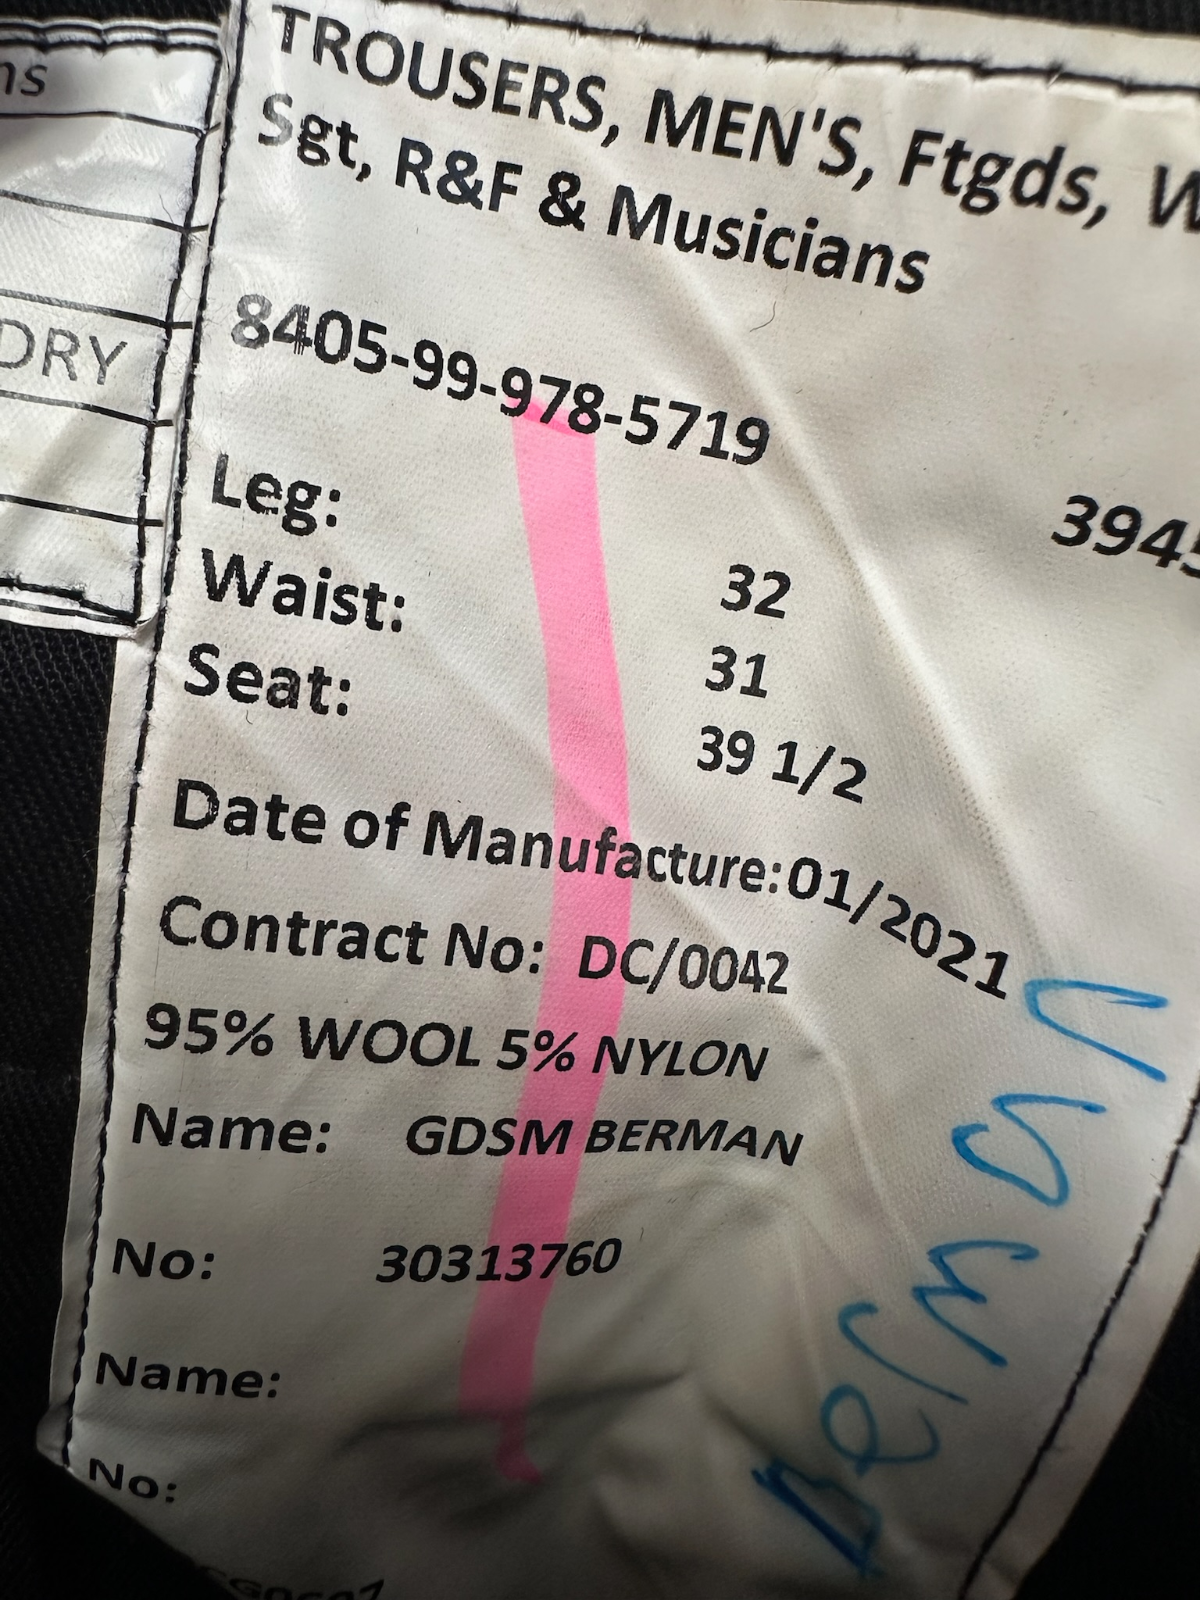 ns
DRY
TROUSERS, MEN'S, Ftgds, W
Sgt, R&F & Musicians
8405-99-978-5719
3945
Leg: 32
Waist: 31
Seat: 39 1/2
Date of Manufacture:01/2021
Contract No: DC/0042
95% WOOL 5% NYLON
Name: GDSM BERMAN
No: 30313760
Name:
No:
Berman